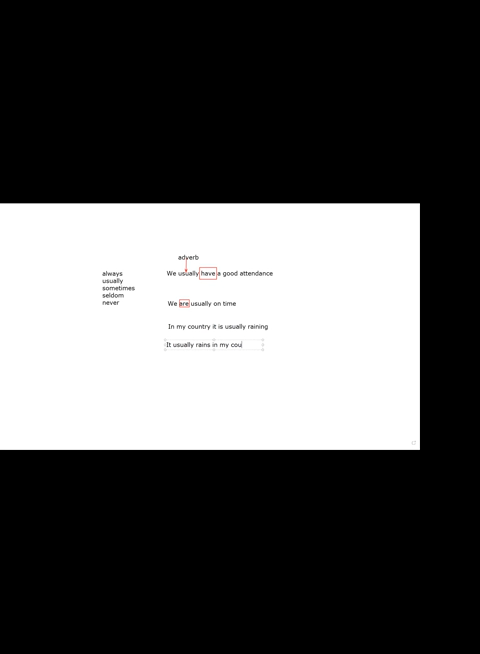 adverb
always
usually
sometimes
seldom
never
We usually have a good attendance
We are usually on time
In my country it is usually raining
It usually rains in my cou